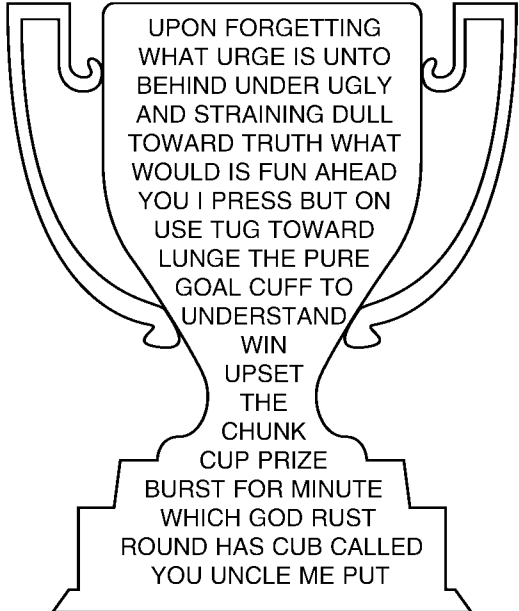 UPON FORGETTING
WHAT URGE IS UNTO
BEHIND UNDER UGLY
AND STRAINING DULL
TOWARD TRUTH WHAT
WOULD IS FUN AHEAD
YOU I PRESS BUT ON
USE TUG TOWARD
LUNGE THE PURE
GOAL CUFF TO
UNDERSTAND
WIN
UPSET
THE
CHUNK
CUP PRIZE
BURST FOR MINUTE
WHICH GOD RUST
ROUND HAS CUB CALLED
YOU UNCLE ME PUT